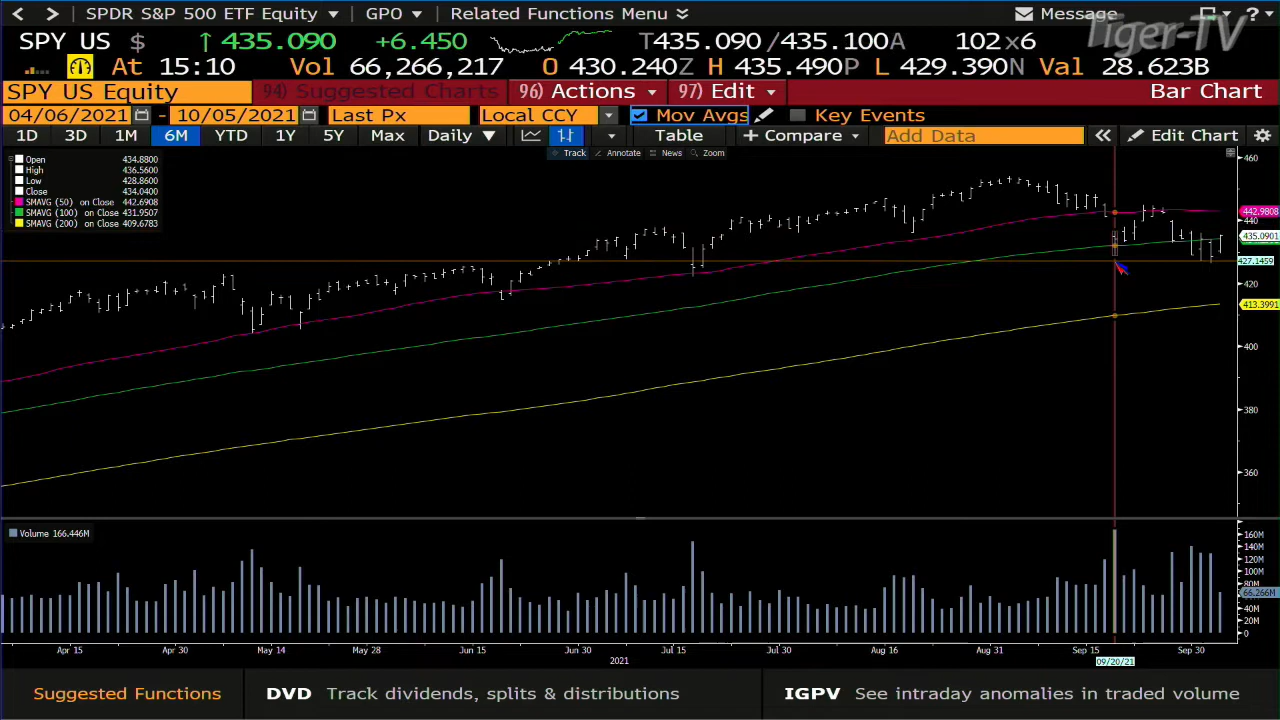 SPDR S&P 500 ETF Equity GPO Related Functions Menu Message ?
Tiger-TV
SPY US $ ↑ 435.090 +6.450 T435.090 /435.100A 102x6
At 15:10 Vol 66,266,217 O 430.240Z H 435.490P L 429.390N Val 28.623B
SPY US Equity 94) Suggested Charts 96) Actions 97) Edit Bar Chart
04/06/2021 - 10/05/2021 Last Px Local CCY Mov Avgs Key Events
1D 3D 1M 6M YTD 1Y 5Y Max Daily ▼ Table + Compare Add Data « Edit Chart
Track Annotate News Zoom
Open 434.8800
High 436.5600
Low 428.8600
Close 434.0400
SMAVG (50) on Close 442.6908
SMAVG (100) on Close 431.9507
SMAVG (200) on Close 409.6783
460
442.9808
440
435.0901
427.1459
420
413.3991
400
380
360
Volume 166.446M
160M
140M
120M
100M
80M
66.266M
40M
20M
0
Apr 15 Apr 30 May 14 May 28 Jun 15 Jun 30 Jul 15 Jul 30 Aug 16 Aug 31 Sep 15 Sep 30
2021 09/20/21
Suggested Functions DVD Track dividends, splits & distributions IGPV See intraday anomalies in traded volume